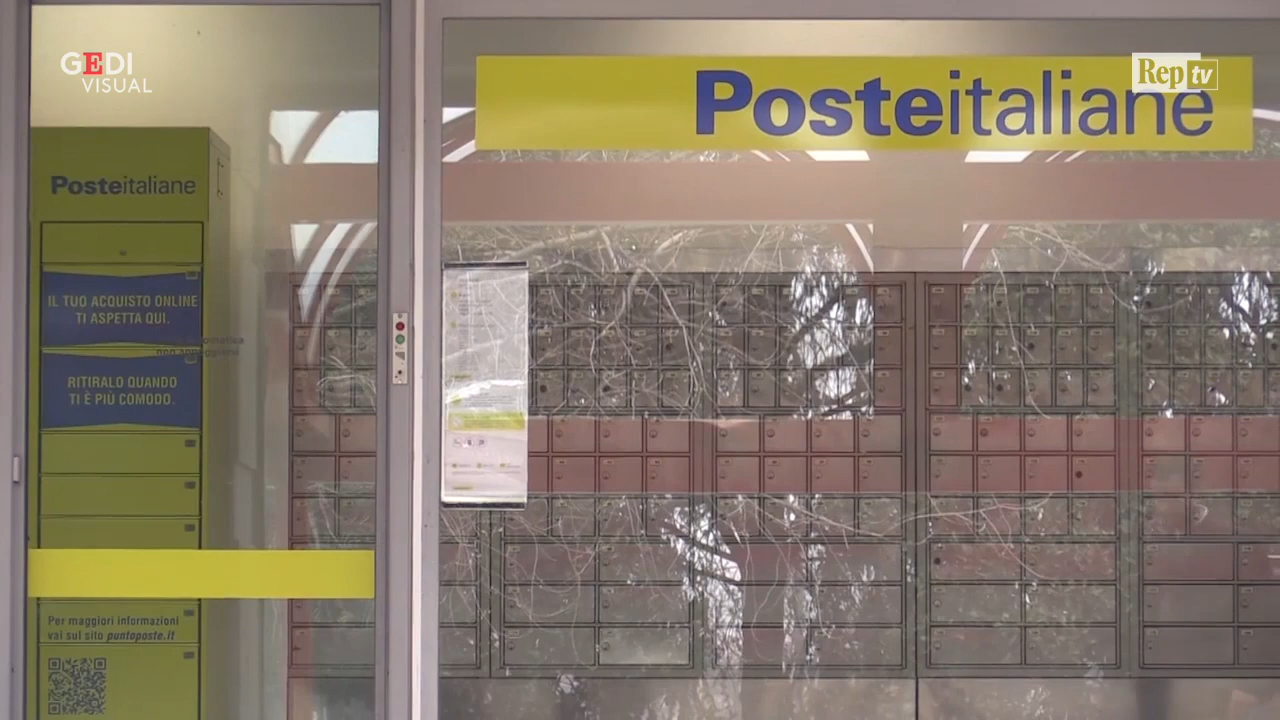 GEDI
VISUAL
Rep tv
Posteitaliane
Posteitaliane
IL TUO ACQUISTO ONLINE
TI ASPETTA QUI.
RITIRALO QUANDO
TI È PIÙ COMODO.
Per maggiori informazioni
vai sul sito puntoposte.it